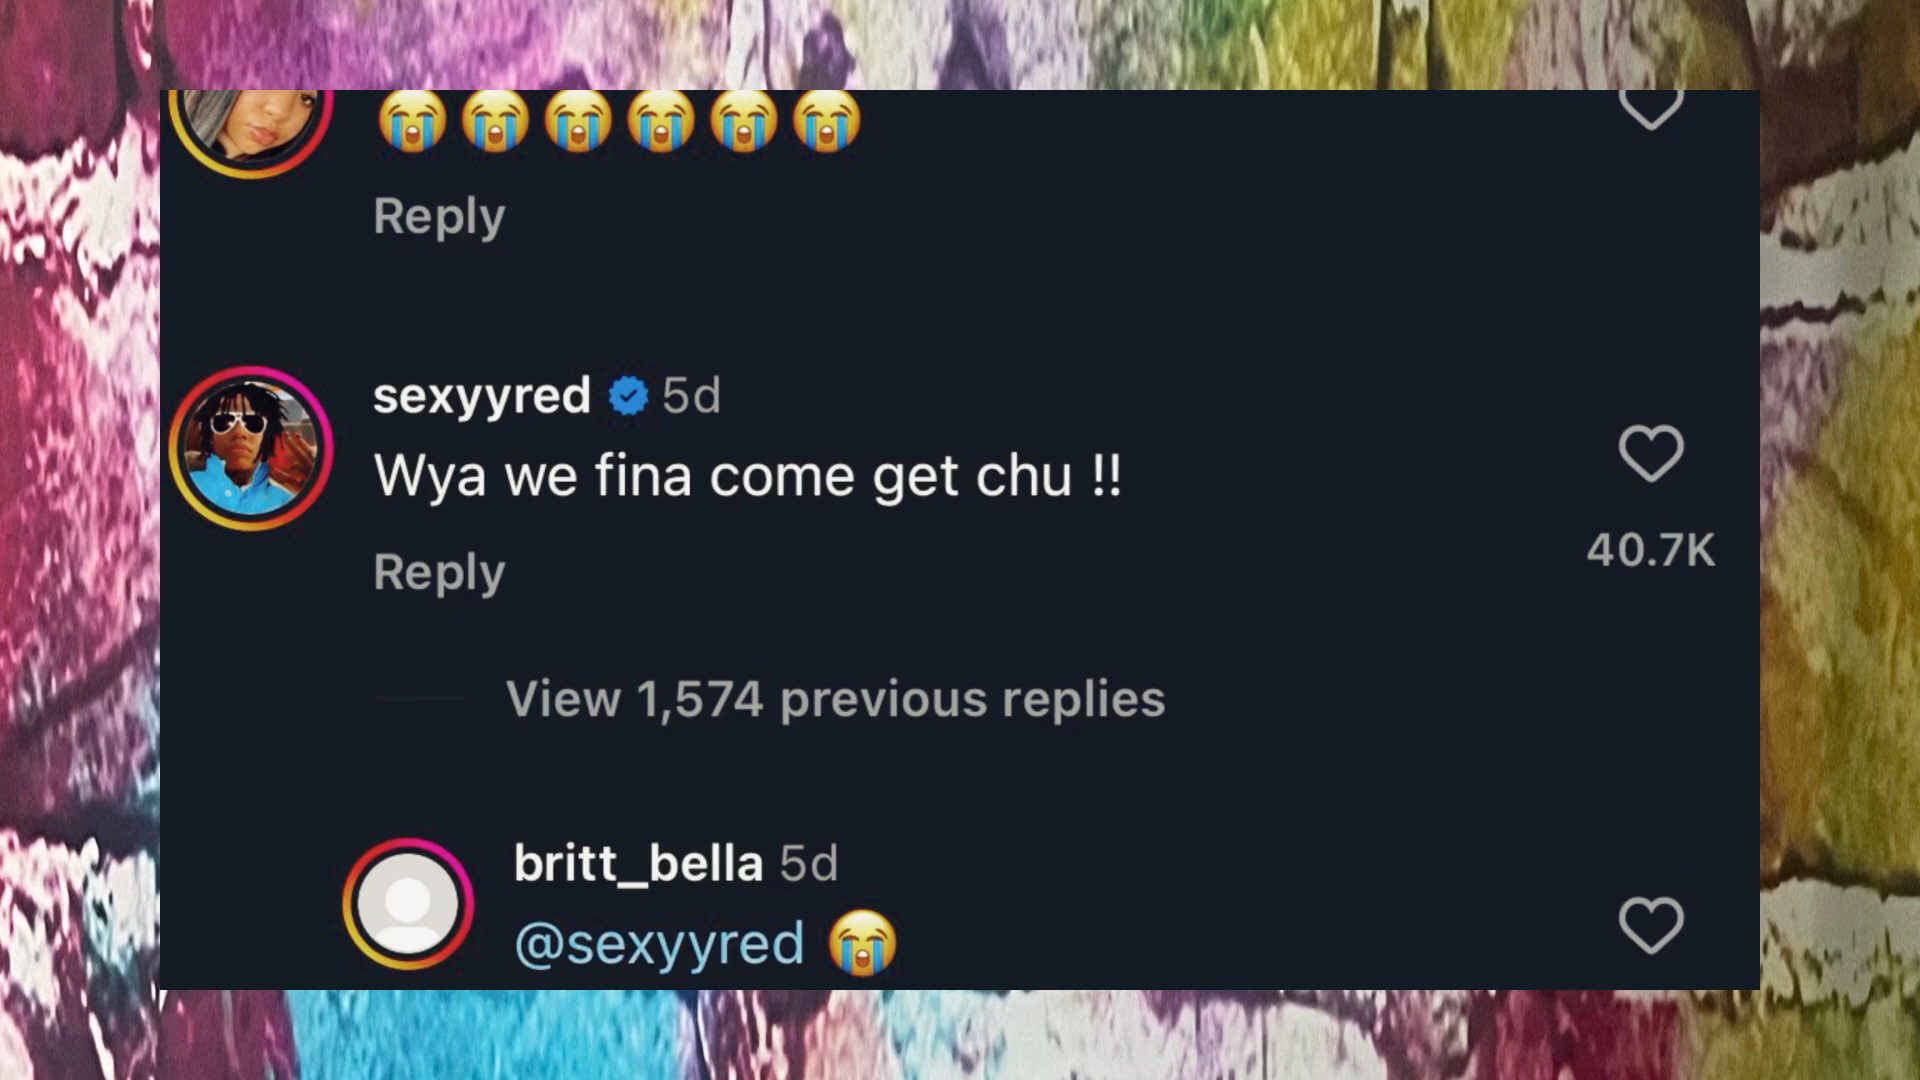 😭😭😭😭😭😭
Reply
sexyyred 5d
Wya we fina come get chu !!
40.7K
Reply
View 1,574 previous replies
britt_bella 5d
@sexyyred 😭